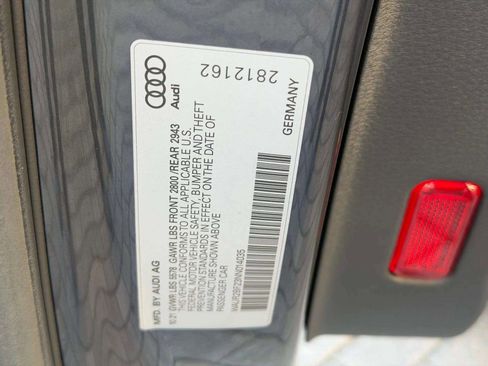 Audi
2812162
GERMANY
MFD. BY AUDI AG
10.21 GVWR LBS 5578 GAWR LBS FRONT 2800 /REAR 2943
THIS VEHICLE CONFORMS TO ALL APPLICABLE U.S.
FEDERAL MOTOR VEHICLE SAFETY, BUMPER AND THEFT
PREVENTION STANDARDS IN EFFECT ON THE DATE OF
MANUFACTURE SHOWN ABOVE
PASSENGER CAR